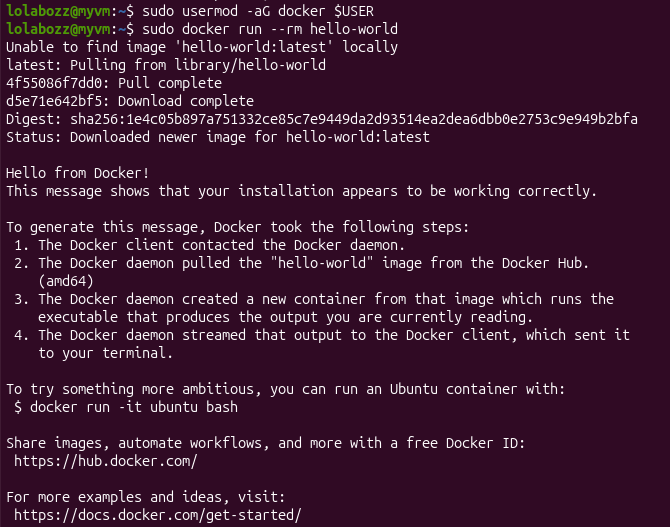 lolabozz@myvm:~$ sudo usermod -aG docker $USER
lolabozz@myvm:~$ sudo docker run --rm hello-world
Unable to find image 'hello-world:latest' locally
latest: Pulling from library/hello-world
4f55086f7dd0: Pull complete
d5e71e642bf5: Download complete
Digest: sha256:1e4c05b897a751332ce85c7e9449da2d93514ea2dea6dbb0e2753c9e949b2bfa
Status: Downloaded newer image for hello-world:latest

Hello from Docker!
This message shows that your installation appears to be working correctly.

To generate this message, Docker took the following steps:
 1. The Docker client contacted the Docker daemon.
 2. The Docker daemon pulled the "hello-world" image from the Docker Hub.
    (amd64)
 3. The Docker daemon created a new container from that image which runs the
    executable that produces the output you are currently reading.
 4. The Docker daemon streamed that output to the Docker client, which sent it
    to your terminal.

To try something more ambitious, you can run an Ubuntu container with:
 $ docker run -it ubuntu bash

Share images, automate workflows, and more with a free Docker ID:
 https://hub.docker.com/

For more examples and ideas, visit:
 https://docs.docker.com/get-started/